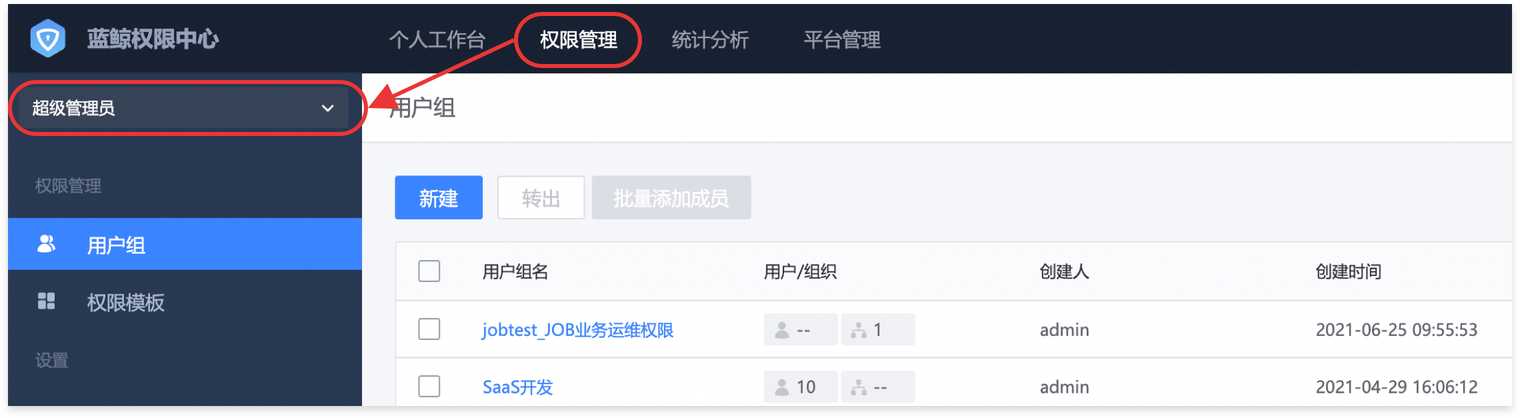 蓝鲸权限中心 个人工作台 权限管理 统计分析 平台管理
超级管理员
用户组
权限管理
新建 转出 批量添加成员
用户组
用户组名 用户/组织 创建人 创建时间
权限模板
jobtest_JOB业务运维权限 -- 1 admin 2021-06-25 09:55:53
设置
SaaS开发 10 -- admin 2021-04-29 16:06:12